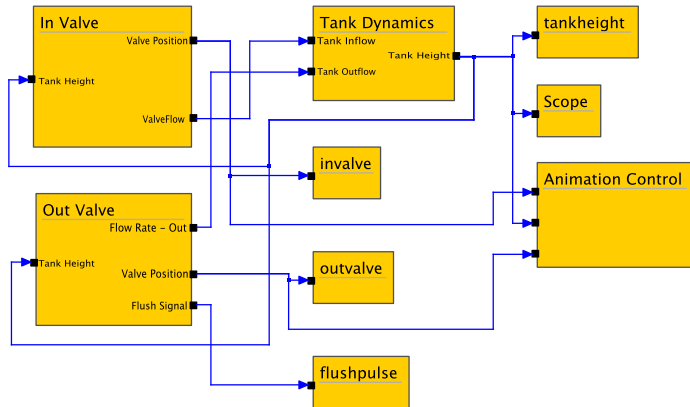 In Valve
Valve Position
Tank Height
ValveFlow
Tank Dynamics
Tank Inflow
Tank Height
Tank Outflow
tankheight
Scope
invalve
Animation Control
Out Valve
Flow Rate - Out
Tank Height
Valve Position
Flush Signal
outvalve
flushpulse